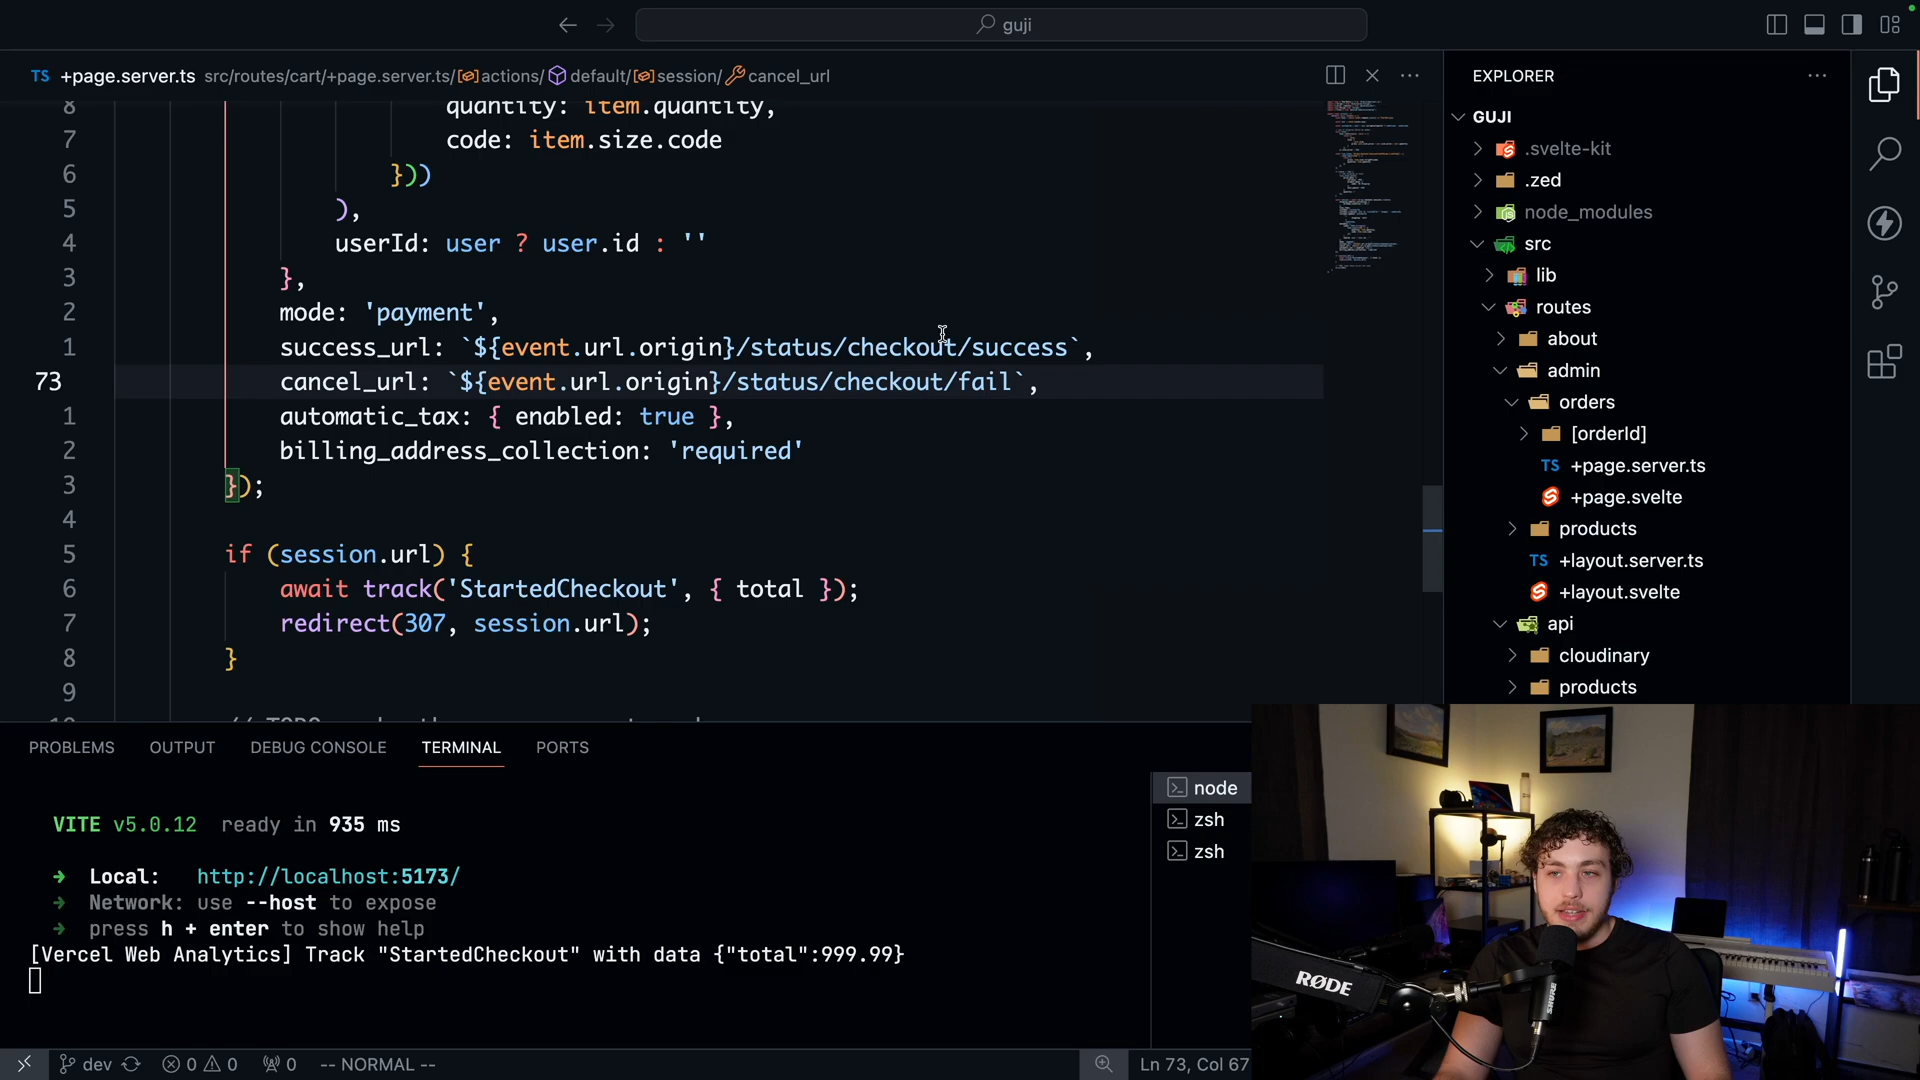 guji
TS +page.server.ts src/routes/cart/+page.server.ts/actions/default/session/cancel_url
8 quantity: item.quantity,
7 code: item.size.code
6 }))
5 ),
4 userId: user ? user.id : ''
3 },
2 mode: 'payment',
1 success_url: `${event.url.origin}/status/checkout/success`,
73 cancel_url: `${event.url.origin}/status/checkout/fail`,
1 automatic_tax: { enabled: true },
2 billing_address_collection: 'required'
3 });
4
5 if (session.url) {
6 await track('StartedCheckout', { total });
7 redirect(307, session.url);
8 }
9
EXPLORER
GUJI
.svelte-kit
.zed
node_modules
src
lib
routes
about
admin
orders
[orderId]
TS +page.server.ts
+page.svelte
products
TS +layout.server.ts
+layout.svelte
api
cloudinary
products
PROBLEMS OUTPUT DEBUG CONSOLE TERMINAL PORTS
VITE v5.0.12 ready in 935 ms
➜ Local: http://localhost:5173/
➜ Network: use --host to expose
➜ press h + enter to show help
[Vercel Web Analytics] Track "StartedCheckout" with data {"total":999.99}
node
zsh
zsh
RØDE
SHURE
dev 0 0 0 -- NORMAL -- Ln 73, Col 67